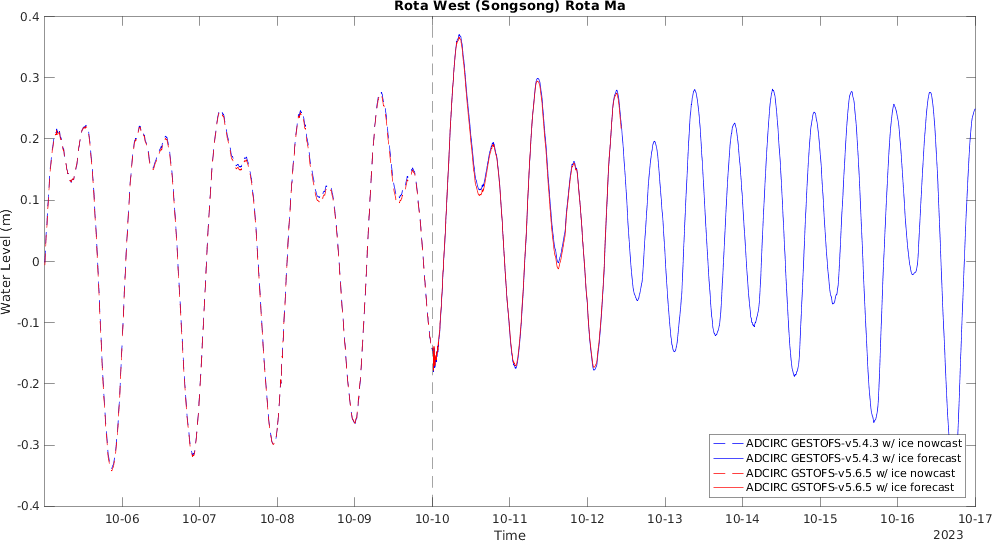 Rota West (Songsong) Rota Ma
Water Level (m)
0.4
0.3
0.2
0.1
0
-0.1
-0.2
-0.3
-0.4
ADCIRC GESTOFS-v5.4.3 w/ ice nowcast
ADCIRC GESTOFS-v5.4.3 w/ ice forecast
ADCIRC GSTOFS-v5.6.5 w/ ice nowcast
ADCIRC GSTOFS-v5.6.5 w/ ice forecast
10-06 10-07 10-08 10-09 10-10 10-11 10-12 10-13 10-14 10-15 10-16 10-17
Time
2023